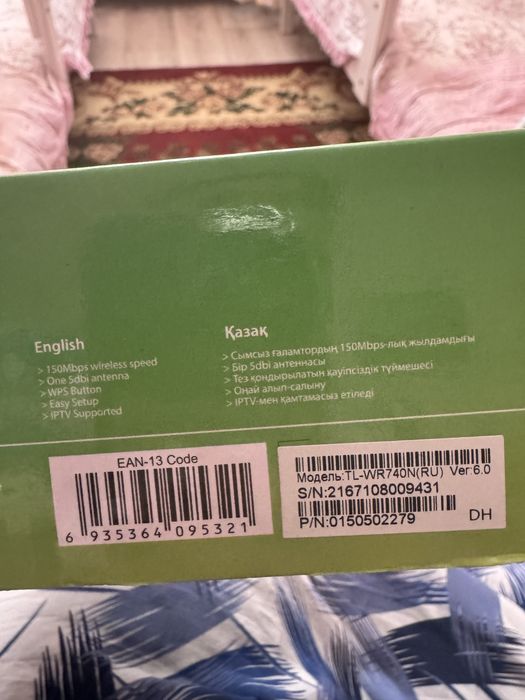 English
> 150Mbps wireless speed
> One 5dbi antenna
> WPS Button
> Easy Setup
> IPTV Supported
Қазақ
> Сымсыз ғаламтордың 150Mbps-лық жылдамдығы
> Бір 5dbi антеннасы
> Тез қондырылатын қауіпсіздік түймешесі
> Оңай алып-салыну
> IPTV-мен қамтамасыз етіледі
EAN-13 Code
6 935364 095321
Модель:TL-WR740N(RU) Ver:6.0
S/N:2167108009431
P/N:0150502279
DH